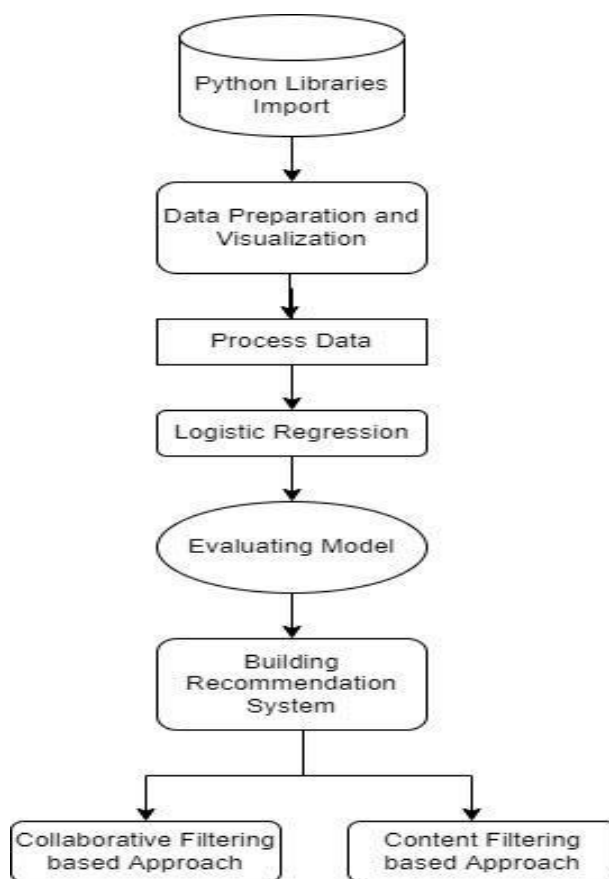 Python Libraries
Import
Data Preparation and
Visualization
Process Data
Logistic Regression
Evaluating Model
Building
Recommendation
System
Collaborative Filtering
based Approach
Content Filtering
based Approach